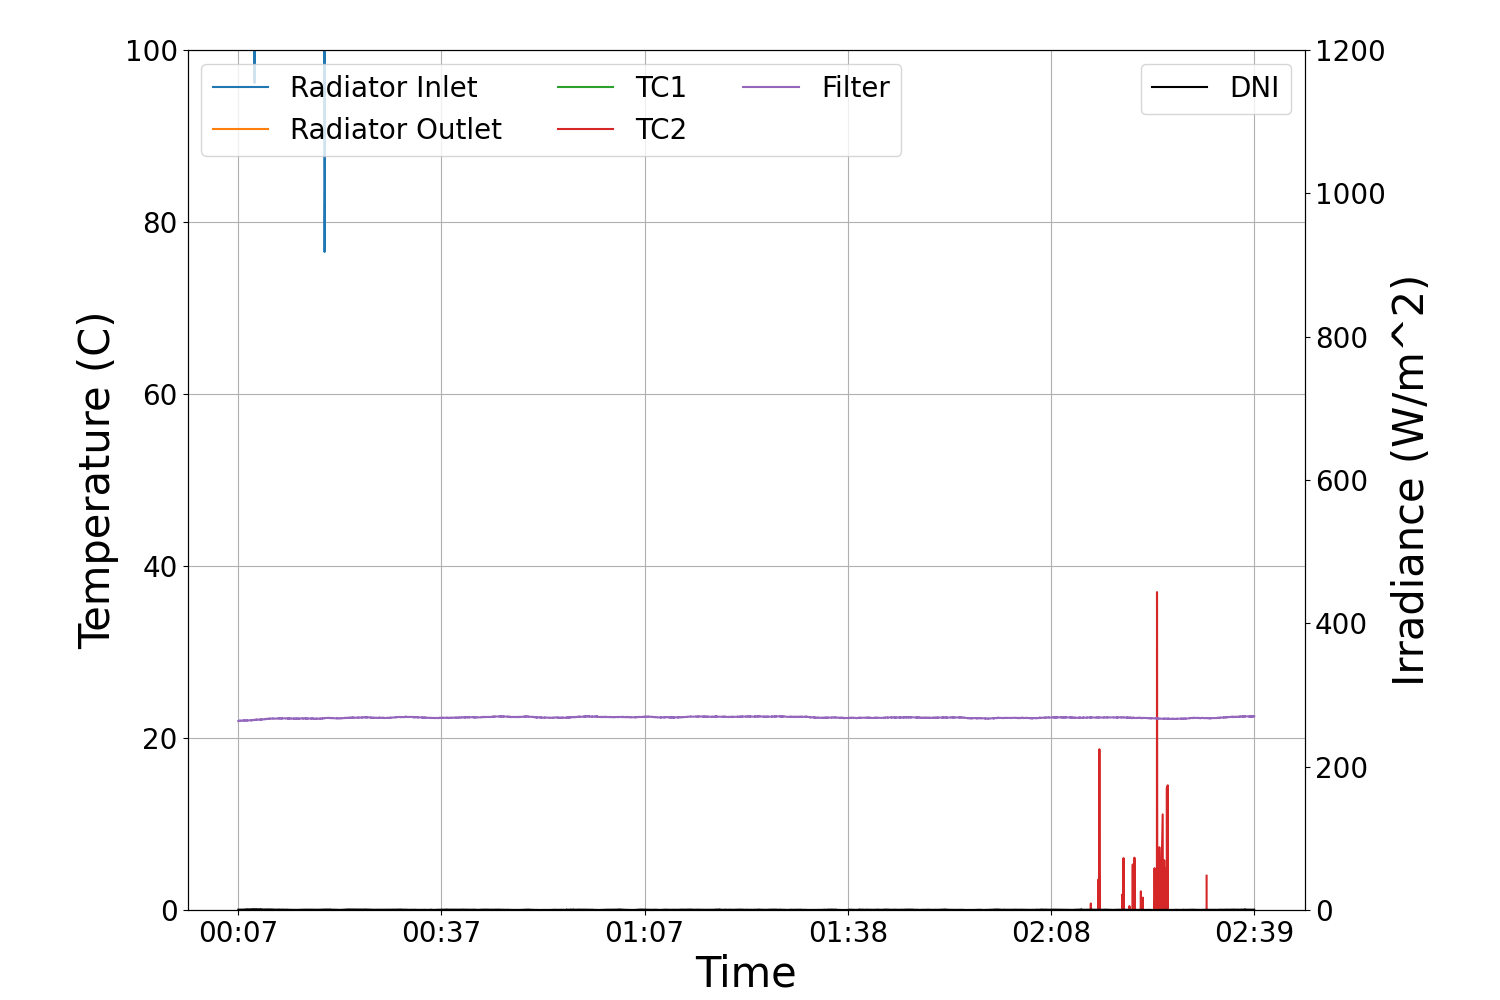 100
80
60
40
20
0
Temperature (C)
Radiator Inlet
Radiator Outlet
TC1
TC2
Filter
DNI
1200
1000
800
600
400
200
0
Irradiance (W/m^2)
00:07 00:37 01:07 01:38 02:08 02:39
Time